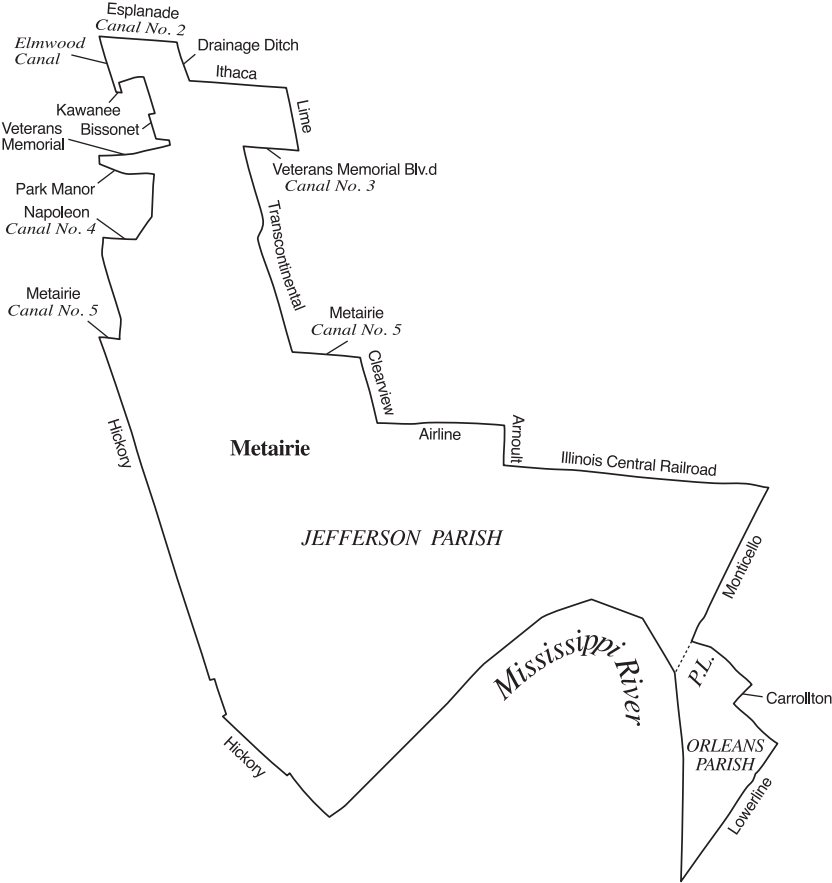 Esplanade
Canal No. 2
Elmwood
Canal
Drainage Ditch
Ithaca
Kawanee
Lime
Bissonet
Veterans
Memorial
Veterans Memorial Blv.d
Canal No. 3
Park Manor
Napoleon
Canal No. 4
Transcontinental
Metairie
Canal No. 5
Metairie
Canal No. 5
Clearview
Hickory
Airline
Arnoult
Metairie
Illinois Central Railroad
JEFFERSON PARISH
Monticello
Mississippi River
P.L.
Carrollton
Hickory
ORLEANS
PARISH
Lowerline